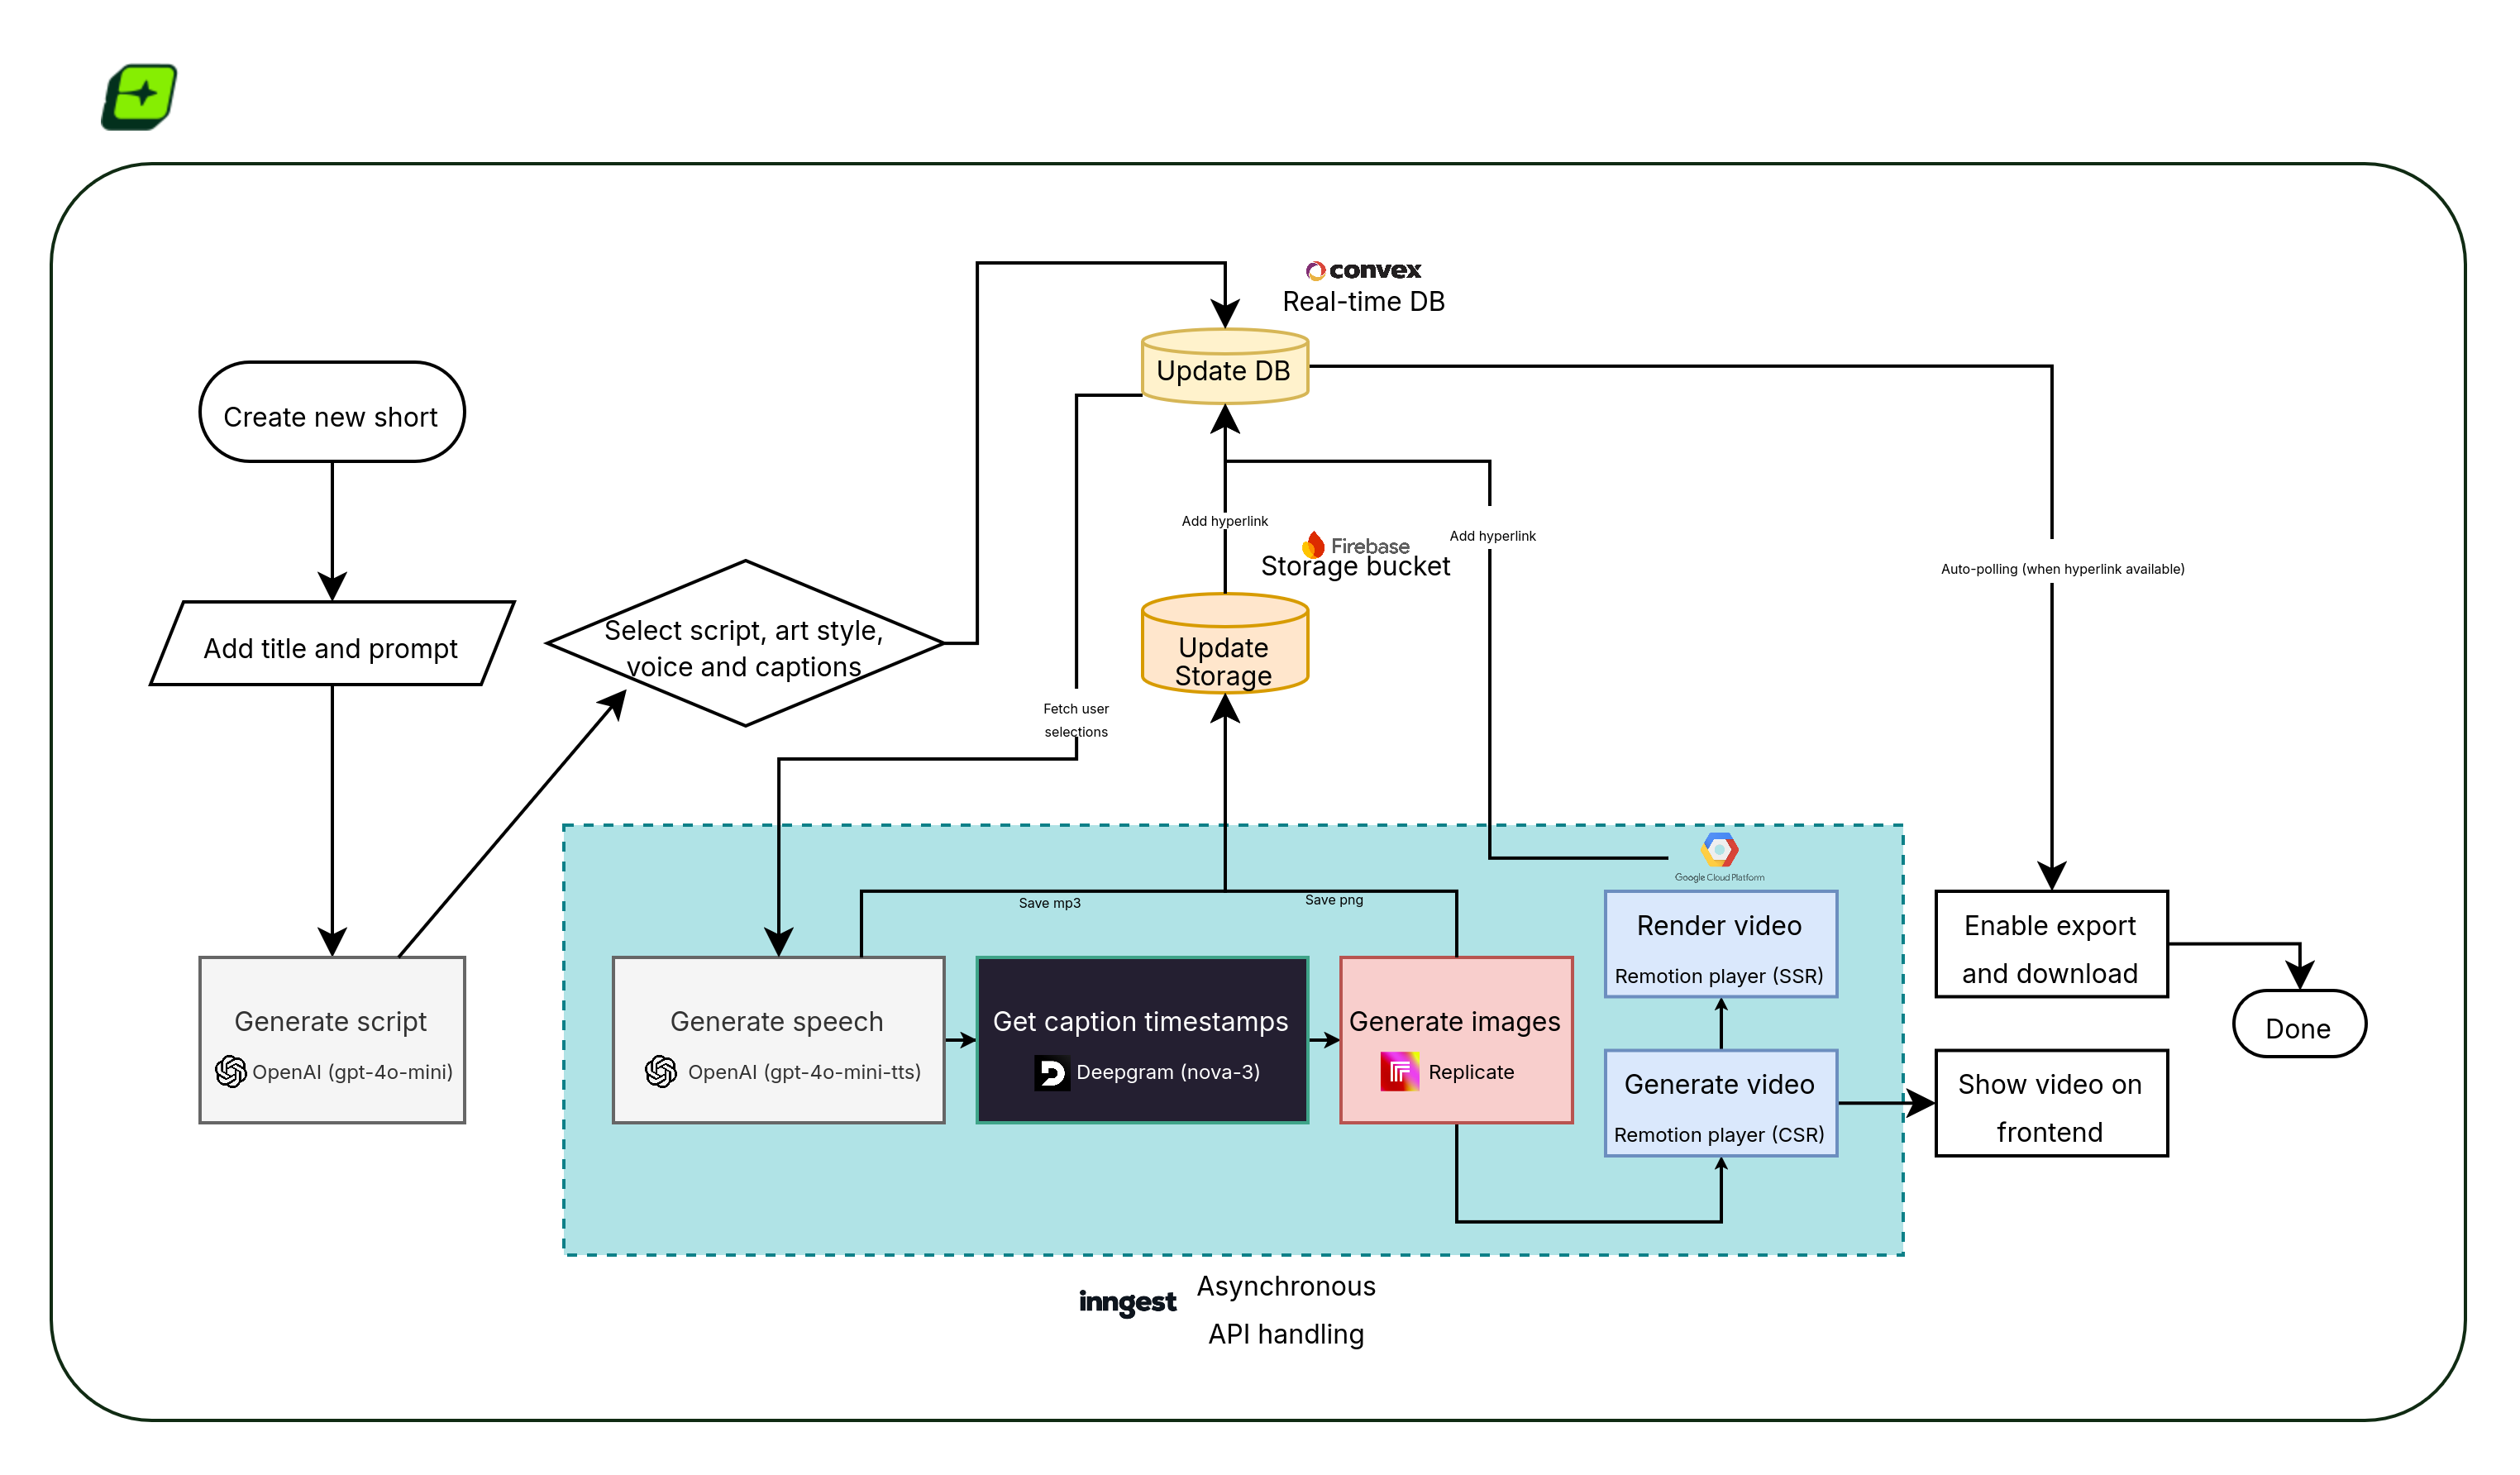 convex
Real-time DB
Update DB
Create new short
Add hyperlink
Add hyperlink
Firebase
Storage bucket
Auto-polling (when hyperlink available)
Add title and prompt
Select script, art style,
voice and captions
Update
Storage
Fetch user
selections
Google Cloud Platform
Save mp3
Save png
Render video
Remotion player (SSR)
Enable export
and download
Generate script
OpenAI (gpt-4o-mini)
Generate speech
OpenAI (gpt-4o-mini-tts)
Get caption timestamps
Deepgram (nova-3)
Generate images
Replicate
Done
Generate video
Remotion player (CSR)
Show video on
frontend
inngest
Asynchronous
API handling